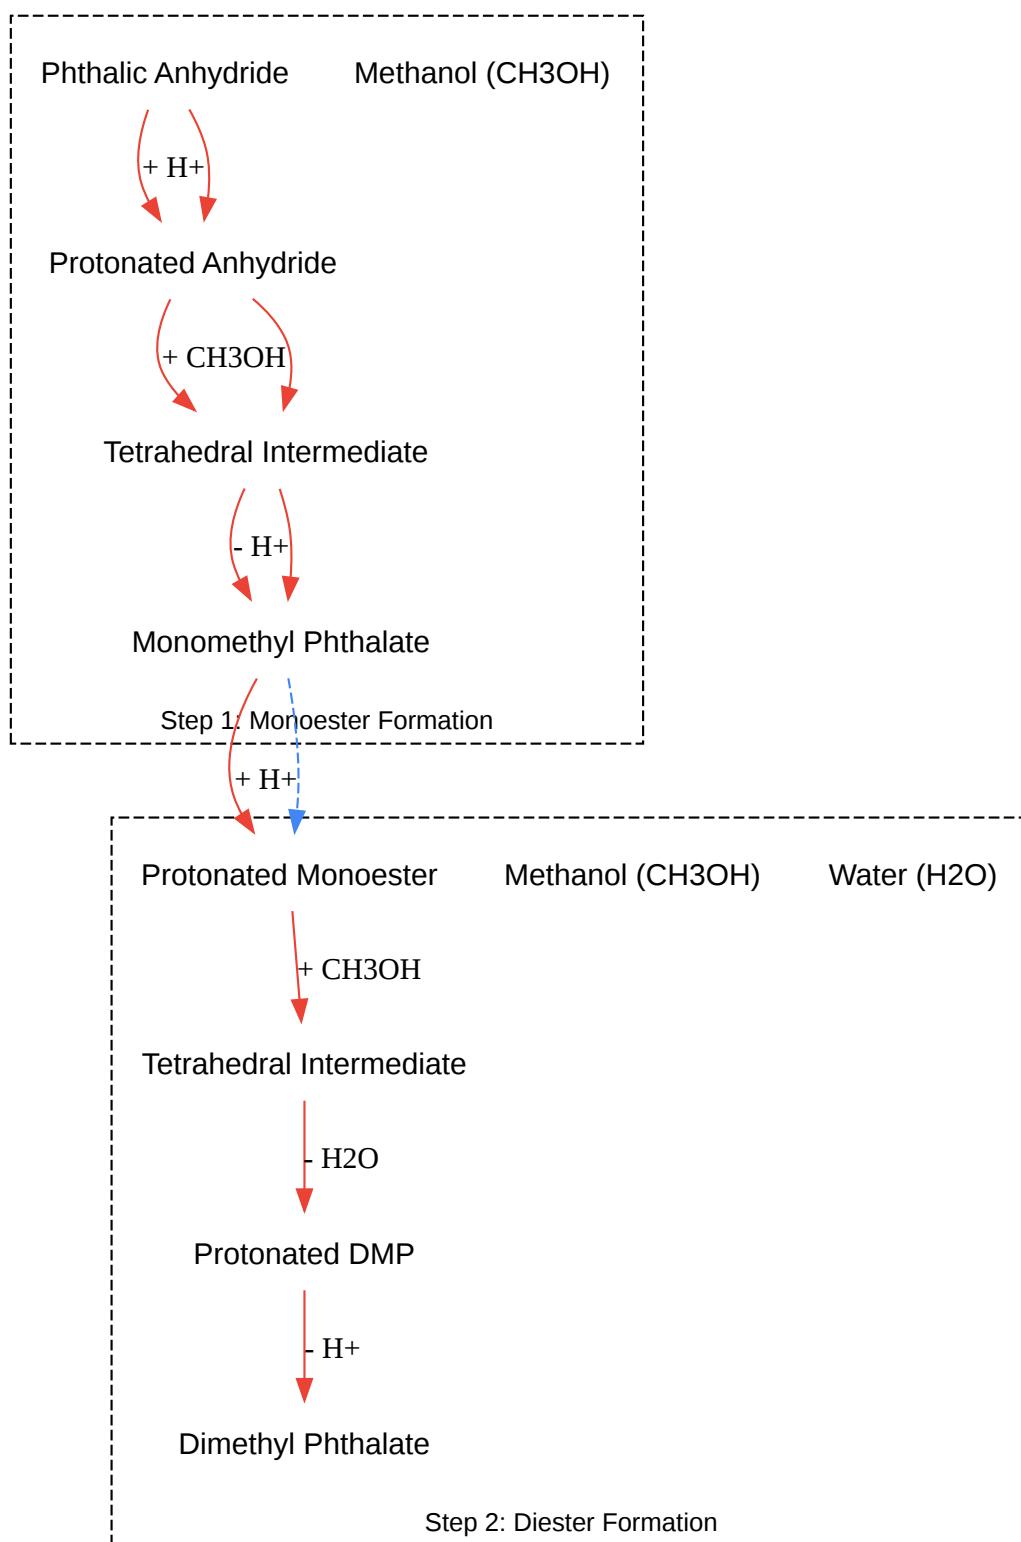 Phthalic Anhydride Methanol (CH3OH)
+ H+
Protonated Anhydride
+ CH3OH
Tetrahedral Intermediate
- H+
Monomethyl Phthalate
Step 1: Monoester Formation
+ H+
Protonated Monoester Methanol (CH3OH) Water (H2O)
+ CH3OH
Tetrahedral Intermediate
- H2O
Protonated DMP
- H+
Dimethyl Phthalate
Step 2: Diester Formation